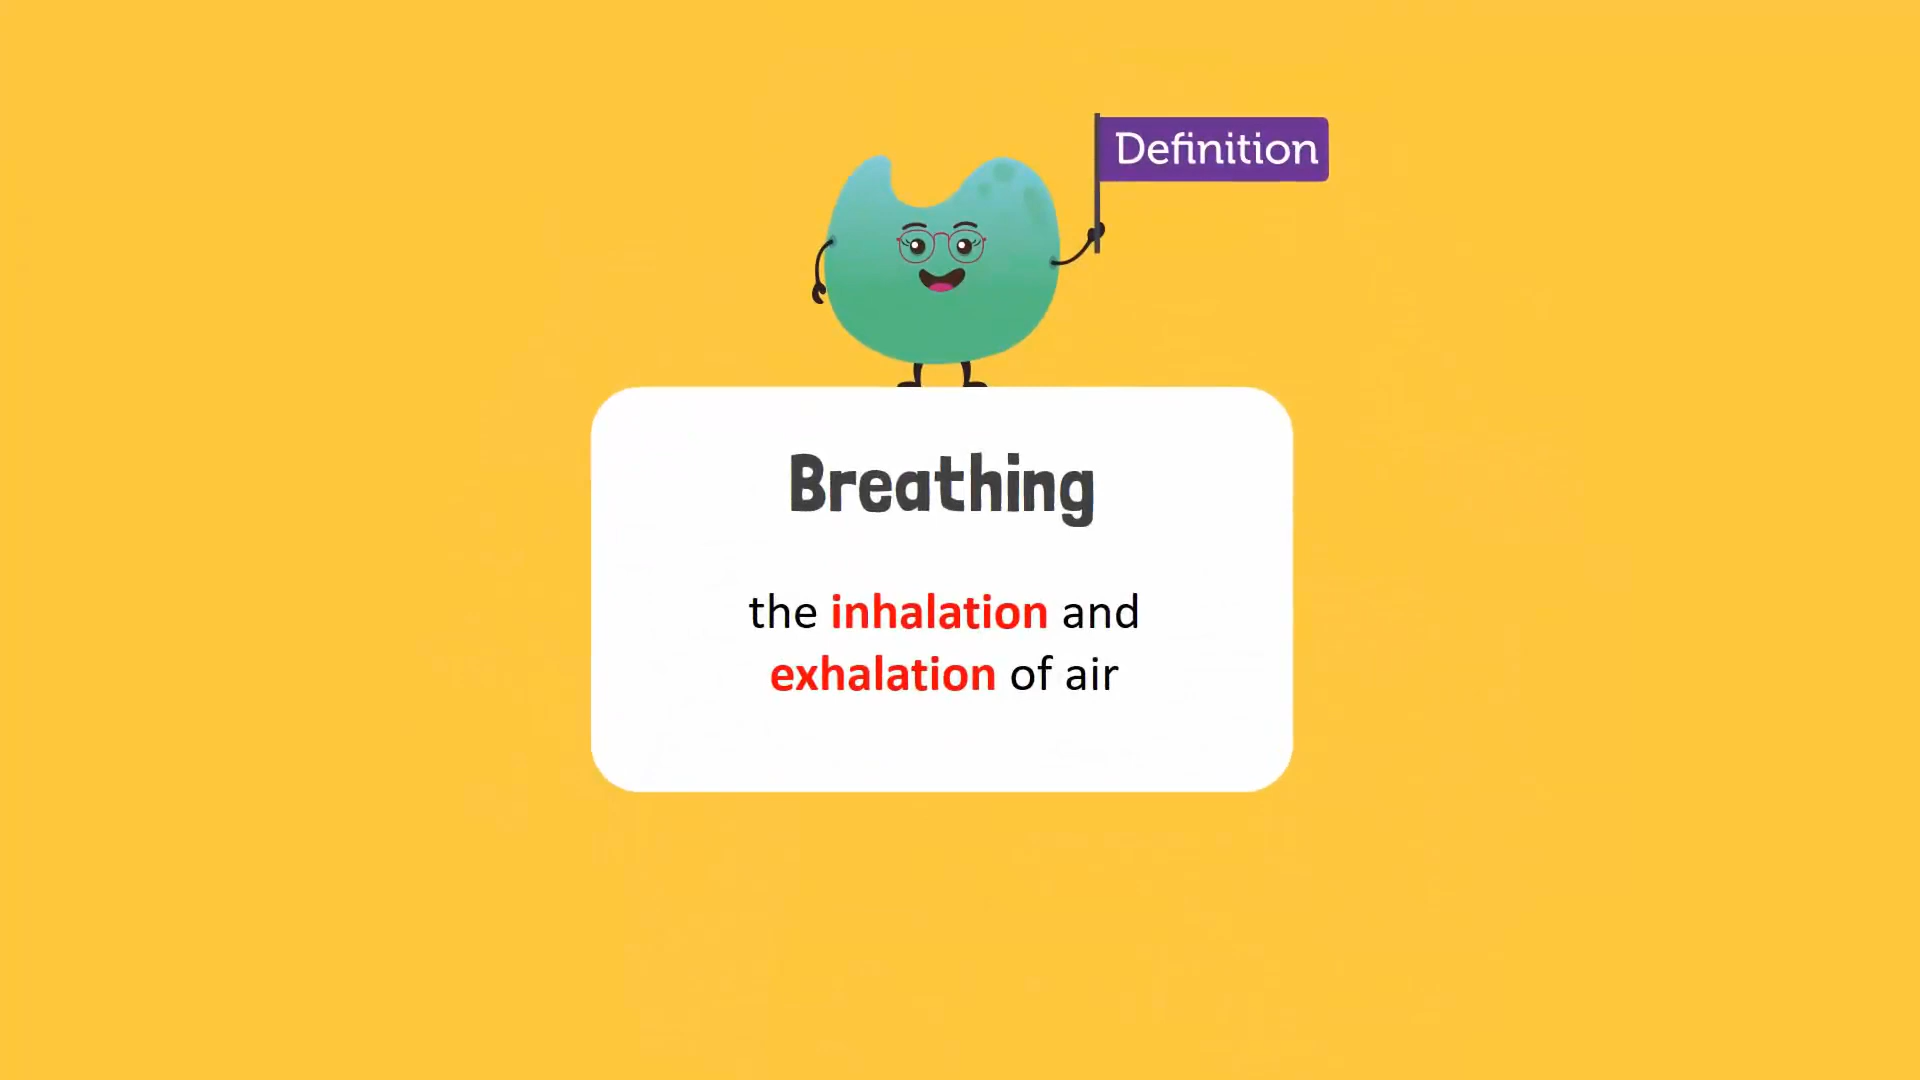 Definition
Breathing
the inhalation and
exhalation of air